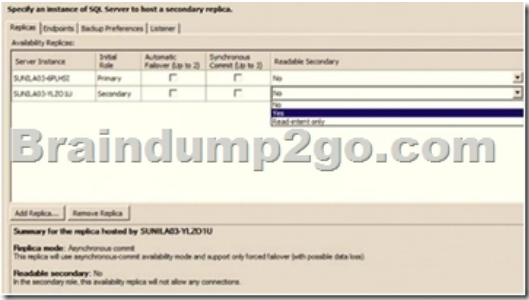 Specify an instance of SQL Server to host a secondary replica.
Replicas Endpoints Backup Preferences Listener
Availability Replicas:
Server Instance Initial Role Automatic Failover (Up to 2) Synchronous Commit (Up to 3) Readable Secondary
Primary No
SUNILA03-YLZO1U Secondary No
No
Yes
Read-intent only
Braindump2go.com
Add Replica... Remove Replica
Summary for the replica hosted by SUNILA03-YLZO1U
Replica mode: Asynchronous commit
This replica will use asynchronous-commit availability mode and support only forced failover (with possible data loss).
Readable secondary: No
In the secondary role, this availability replica will not allow any connections.